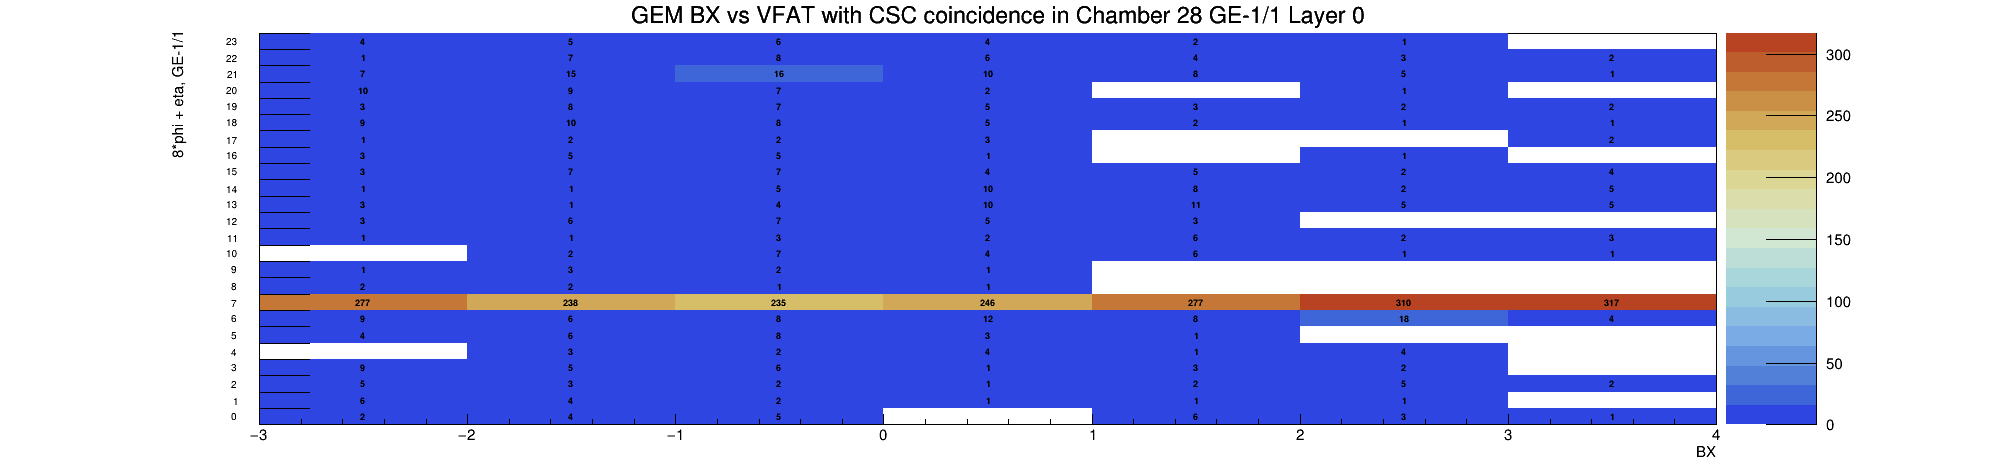 GEM BX vs VFAT with CSC coincidence in Chamber 28 GE-1/1 Layer 0
8*phi + eta, GE-1/1
23 4 5 6 4 2 1
22 1 7 8 6 4 3 2
21 7 15 16 10 8 5 1
20 10 9 7 2 1
19 3 8 7 5 3 2 2
18 9 10 8 5 2 1 1
17 1 2 2 3 2
16 3 5 5 1 1
15 3 7 7 4 5 2 4
14 1 1 5 10 8 2 5
13 3 1 4 10 11 5 5
12 3 6 7 5 3
11 1 1 3 2 6 2 3
10 2 7 4 6 1 1
9 1 3 2 1
8 2 2 1 1
7 277 238 235 246 277 310 317
6 9 6 8 12 8 18 4
5 4 6 8 3 1
4 3 2 4 1 4
3 9 5 6 1 3 2
2 5 3 2 1 2 5 2
1 6 4 2 1 1 1
0 2 4 5 6 3 1
−3 −2 −1 0 1 2 3 4
BX
300
250
200
150
100
50
0